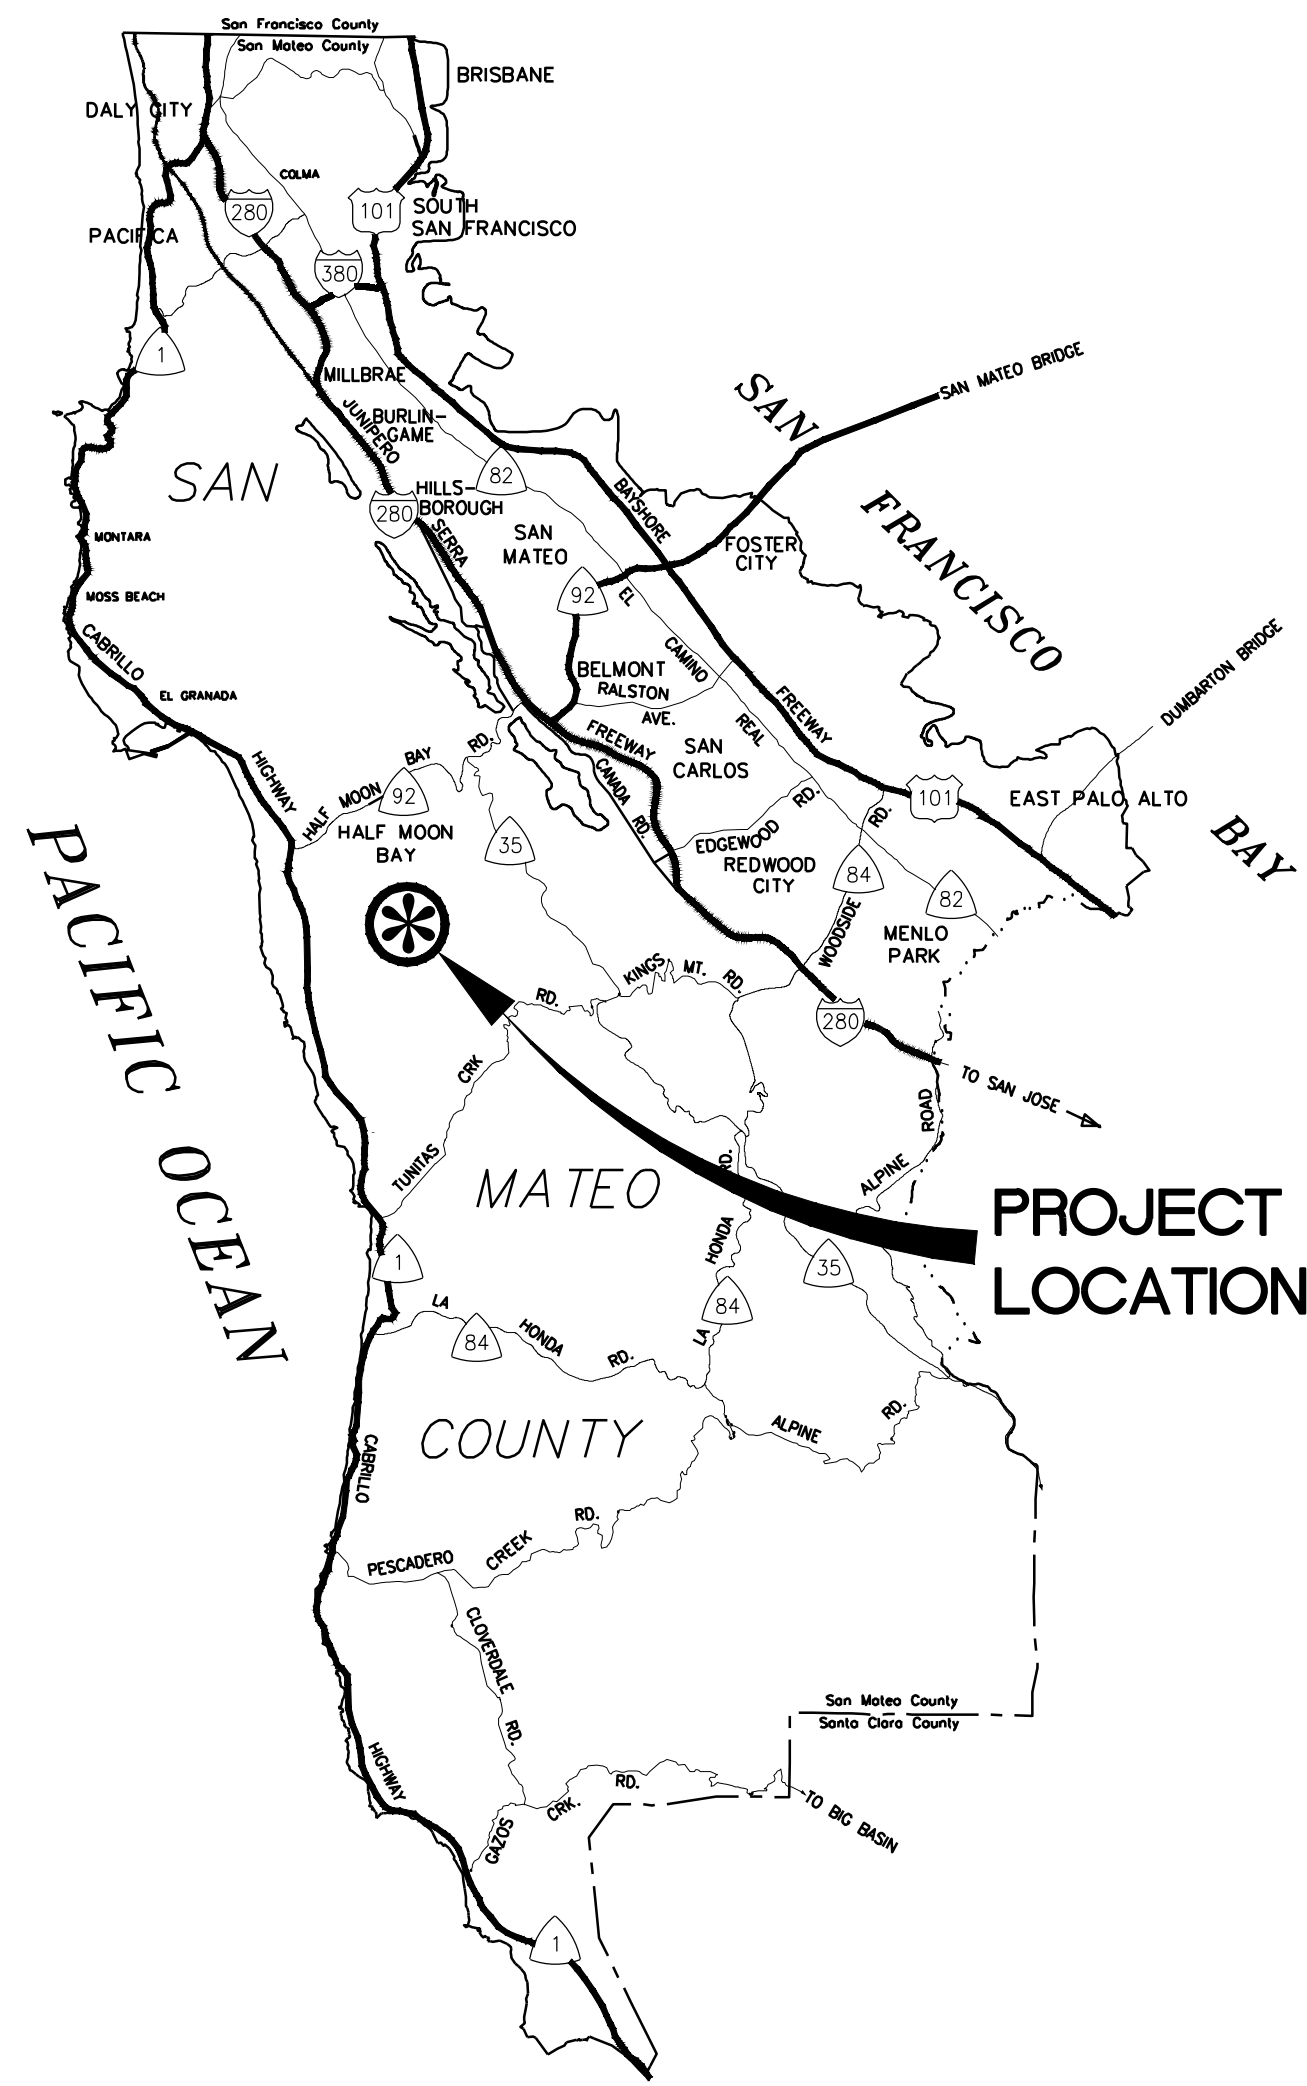 San Francisco County
San Mateo County
BRISBANE
DALY CITY
COLMA
280
101
SOUTH
SAN FRANCISCO
PACIFICA
380
1
MILLBRAE
SAN MATEO BRIDGE
JUNIPERO
BURLIN-
GAME
SAN
FRANCISCO
BAY
SAN
82
HILLS-
BOROUGH
280
SERRA
BAYSHORE
SAN
MATEO
FOSTER
CITY
MONTARA
MOSS BEACH
92
EL
CAMINO
REAL
CABRILLO
EL GRANADA
BELMONT
RALSTON
AVE.
FREEWAY
DUMBARTON BRIDGE
HIGHWAY
HALF MOON BAY RD.
92
FREEWAY
SAN
CARLOS
CANADA
RD.
HALF MOON
BAY
35
EDGEWOOD
RD.
REDWOOD
CITY
RD.
101
EAST PALO ALTO
84
82
WOODSIDE
MENLO
PARK
PACIFIC OCEAN
KINGS MT. RD.
RD.
280
TO SAN JOSE
CRK
TUNITAS
ROAD
ALPINE
RD.
MATEO
HONDA
PROJECT
LOCATION
1
35
84
LA
LA
84
HONDA
RD.
COUNTY
ALPINE
RD.
CABRILLO
RD.
CREEK
PESCADERO
CLOVERDALE
RD.
San Mateo County
Santa Clara County
HIGHWAY
RD.
CRK.
GAZOS
TO BIG BASIN
1